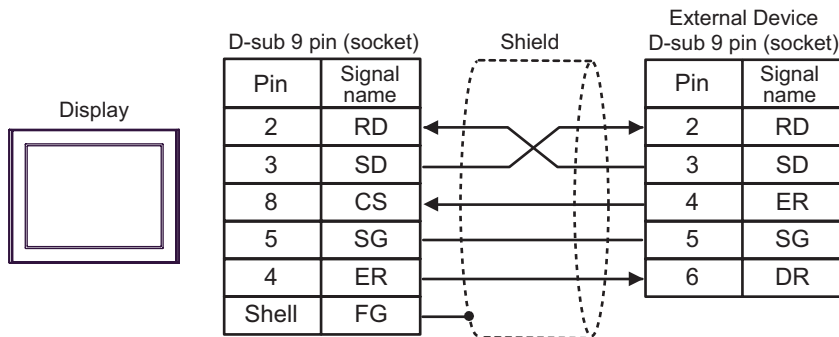 Display
D-sub 9 pin (socket)
Pin Signal name
2 RD
3 SD
8 CS
5 SG
4 ER
Shell FG
Shield
External Device
D-sub 9 pin (socket)
Pin Signal name
2 RD
3 SD
4 ER
5 SG
6 DR